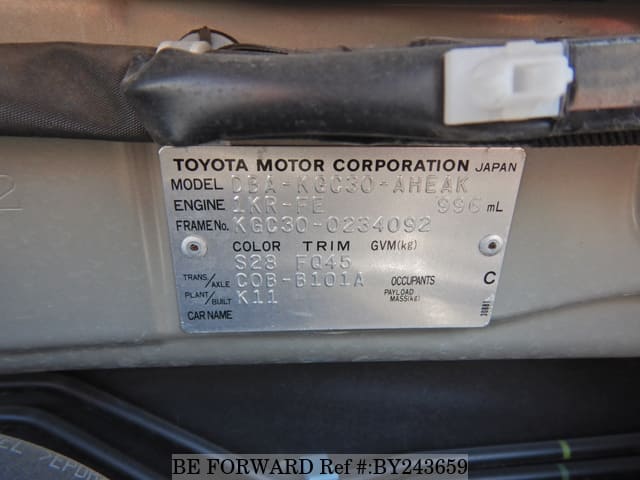 TOYOTA MOTOR CORPORATION JAPAN
MODEL DBA-KGC30-AHEAK
ENGINE 1KR-FE 996 mL
FRAME No. KGC30-0234092
COLOR TRIM GVM(kg)
S28 FQ45
TRANS./AXLE C0B-B101A OCCUPANTS C
PLANT/BUILT K11 PAYLOAD MASS(kg)
CAR NAME
BE FORWARD Ref #:BY243659